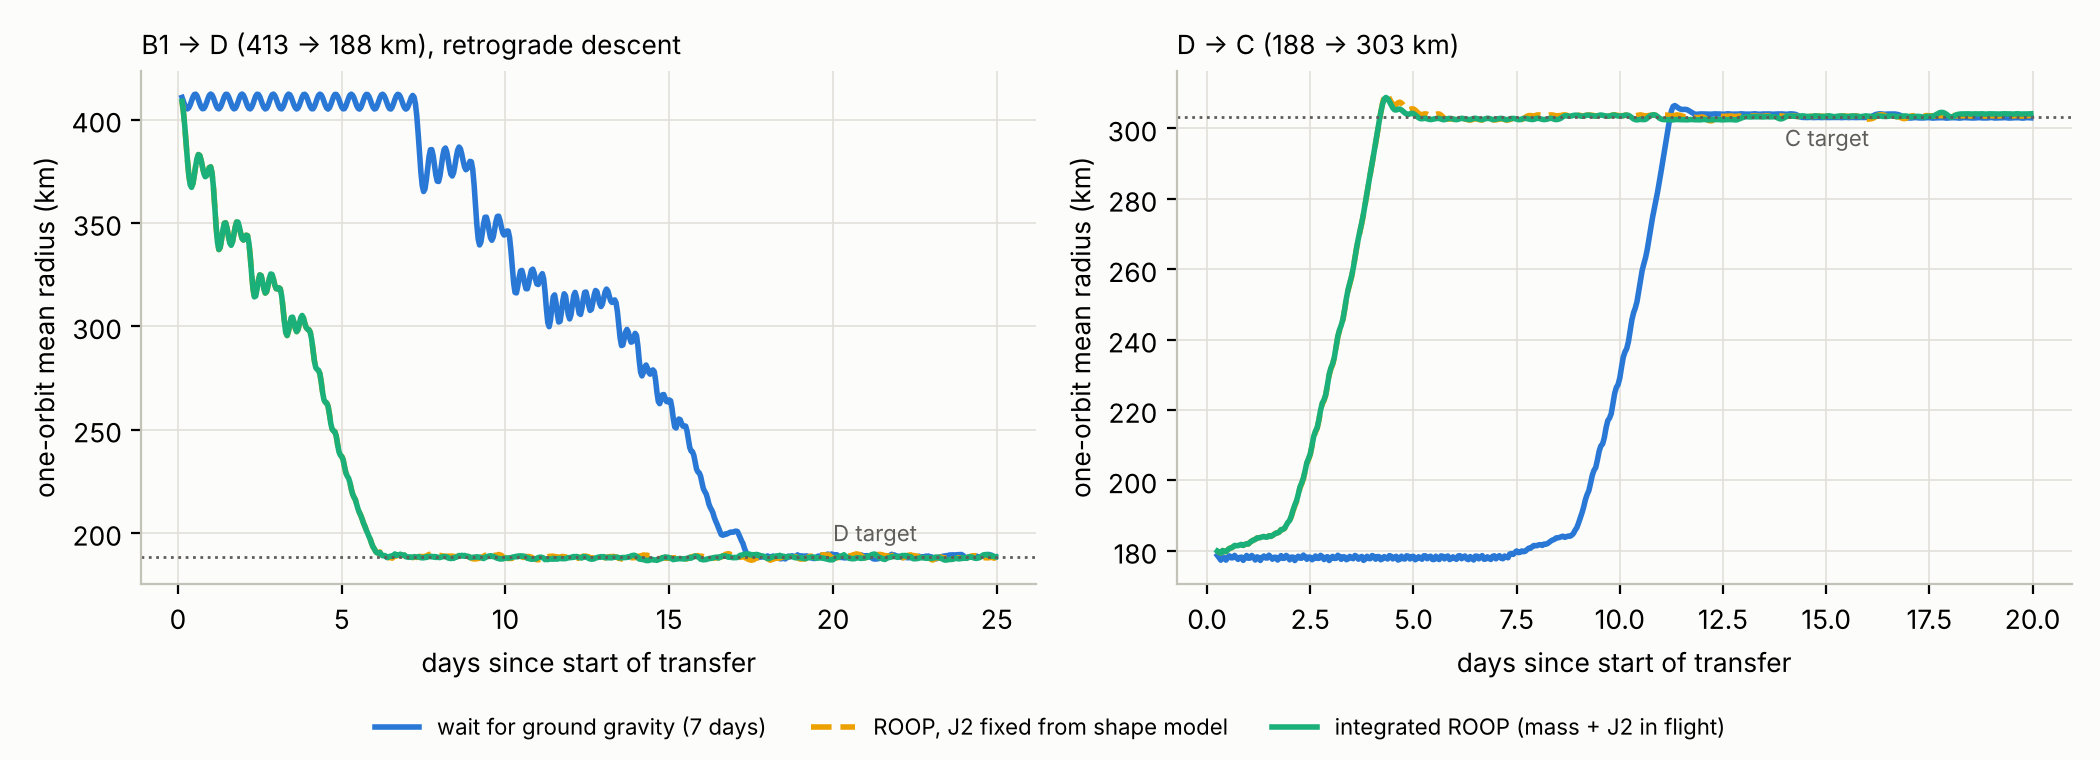 B1 → D (413 → 188 km), retrograde descent
one-orbit mean radius (km)
400
350
300
250
200
D target
0 5 10 15 20 25
days since start of transfer
D → C (188 → 303 km)
one-orbit mean radius (km)
300
280
260
240
220
200
180
C target
0.0 2.5 5.0 7.5 10.0 12.5 15.0 17.5 20.0
days since start of transfer
wait for ground gravity (7 days) ROOP, J2 fixed from shape model integrated ROOP (mass + J2 in flight)